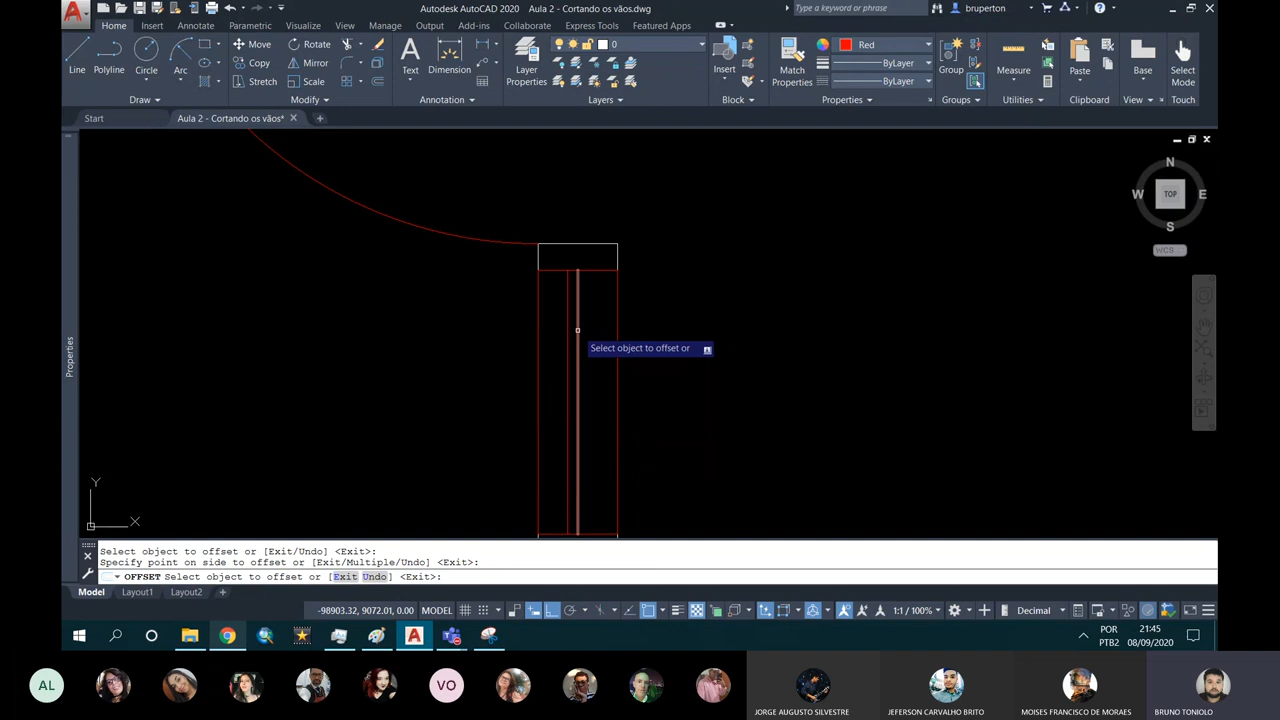 Autodesk AutoCAD 2020 Aula 2 - Cortando os vãos.dwg
Type a keyword or phrase
bruperton
Home Insert Annotate Parametric View Manage Output Add-ins Collaborate Express Tools Featured Apps
Line Polyline Circle Arc
Move Rotate
Copy Mirror
Stretch Scale
Text Dimension
Layer Properties
0
Insert
Match Properties
Red
ByLayer
ByLayer
Group
Measure
Paste
Base
Select Mode
Draw Modify Annotation Layers Block Properties Groups Utilities Clipboard View Touch
Start Aula 2 - Cortando os vãos*
N
W TOP E
S
WCS
Properties
Select object to offset or
Y
X
Select object to offset or [Exit/Undo] <Exit>:
Specify point on side to offset or [Exit/Multiple/Undo] <Exit>:
OFFSET Select object to offset or [Exit Undo] <Exit>:
Model Layout1 Layout2
-98903.32, 9072.01, 0.00 MODEL 1:1 / 100% Decimal
POR 21:45
PTB2 08/09/2020
AL VO
JORGE AUGUSTO SILVESTRE JEFERSON CARVALHO BRITO MOISES FRANCISCO DE MORAES BRUNO TONIOLO